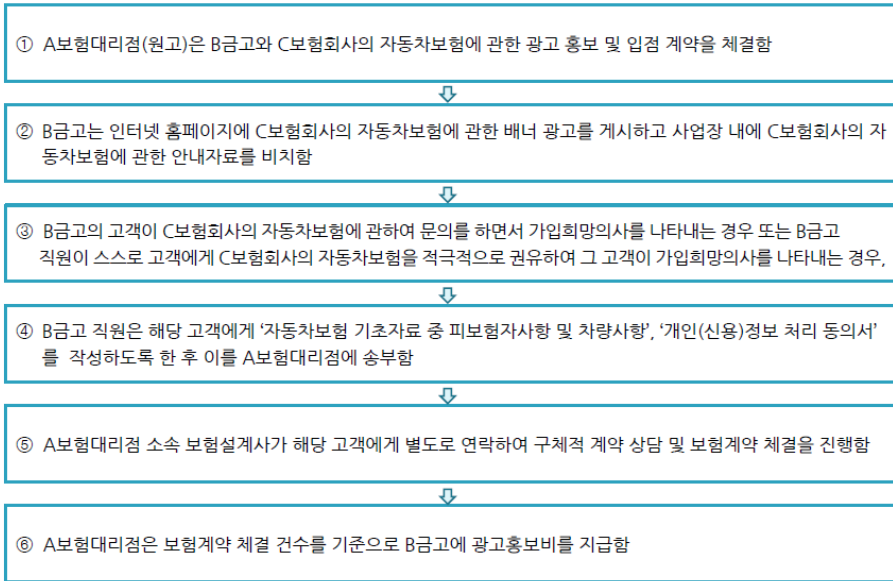 ① A보험대리점(원고)은 B금고와 C보험회사의 자동차보험에 관한 광고 홍보 및 입점 계약을 체결함
② B금고는 인터넷 홈페이지에 C보험회사의 자동차보험에 관한 배너 광고를 게시하고 사업장 내에 C보험회사의 자
동차보험에 관한 안내자료를 비치함
③ B금고의 고객이 C보험회사의 자동차보험에 관하여 문의를 하면서 가입희망의사를 나타내는 경우 또는 B금고
직원이 스스로 고객에게 C보험회사의 자동차보험을 적극적으로 권유하여 그 고객이 가입희망의사를 나타내는 경우,
④ B금고 직원은 해당 고객에게 ‘자동차보험 기초자료 중 피보험자사항 및 차량사항’, ‘개인(신용)정보 처리 동의서’
를 작성하도록 한 후 이를 A보험대리점에 송부함
⑤ A보험대리점 소속 보험설계사가 해당 고객에게 별도로 연락하여 구체적 계약 상담 및 보험계약 체결을 진행함
⑥ A보험대리점은 보험계약 체결 건수를 기준으로 B금고에 광고홍보비를 지급함